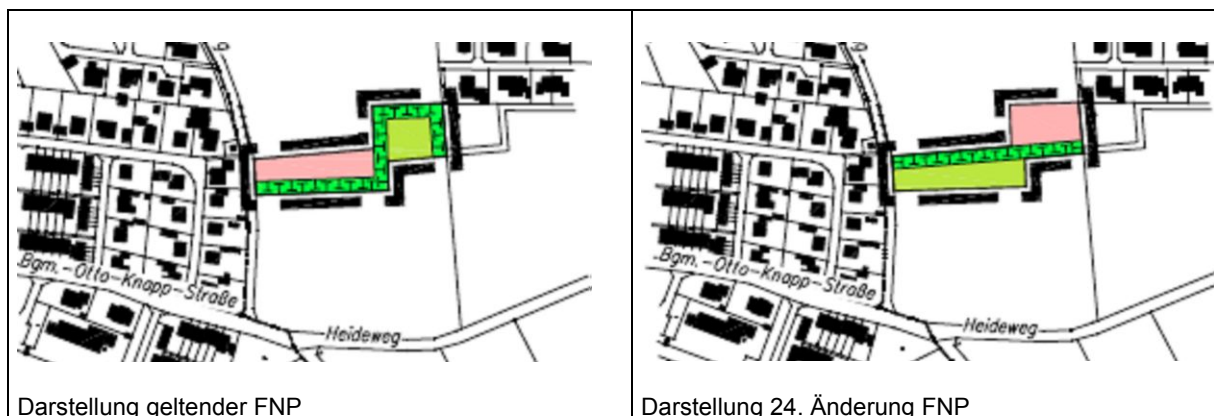 Bgm.-Otto-Knapp-Straße
Heideweg
Darstellung geltender FNP
Bgm.-Otto-Knapp-Straße
Heideweg
Darstellung 24. Änderung FNP